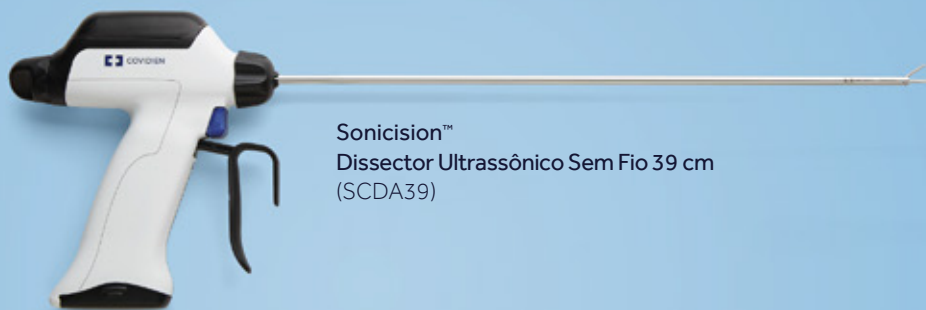 COVIDIEN
Sonicision™
Dissector Ultrassônico Sem Fio 39 cm
(SCDA39)